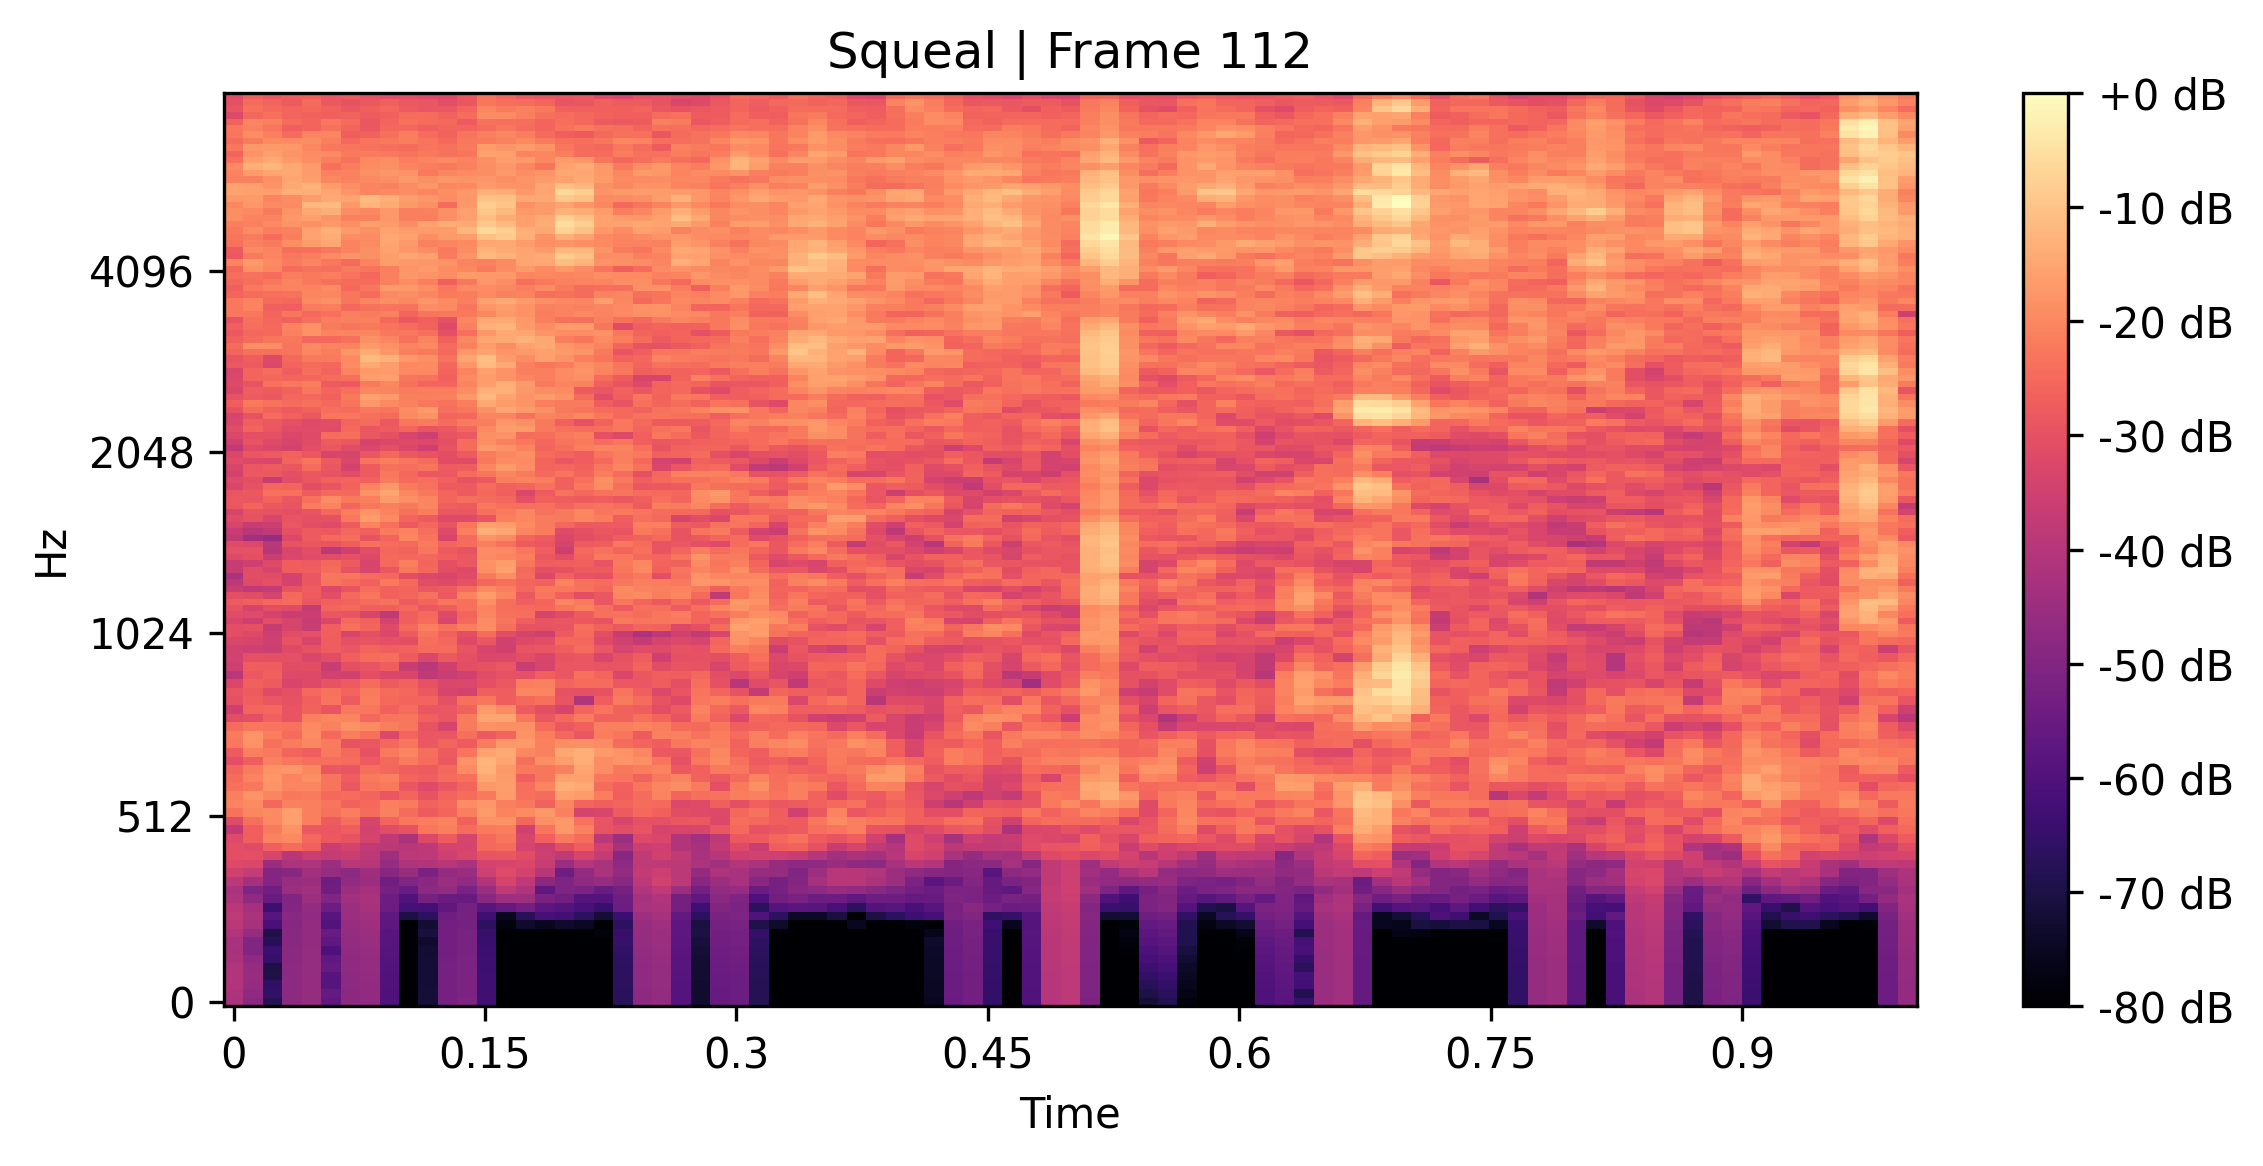 Squeal | Frame 112
+0 dB
-10 dB
-20 dB
-30 dB
-40 dB
-50 dB
-60 dB
-70 dB
-80 dB
Hz
4096
2048
1024
512
0
0 0.15 0.3 0.45 0.6 0.75 0.9
Time